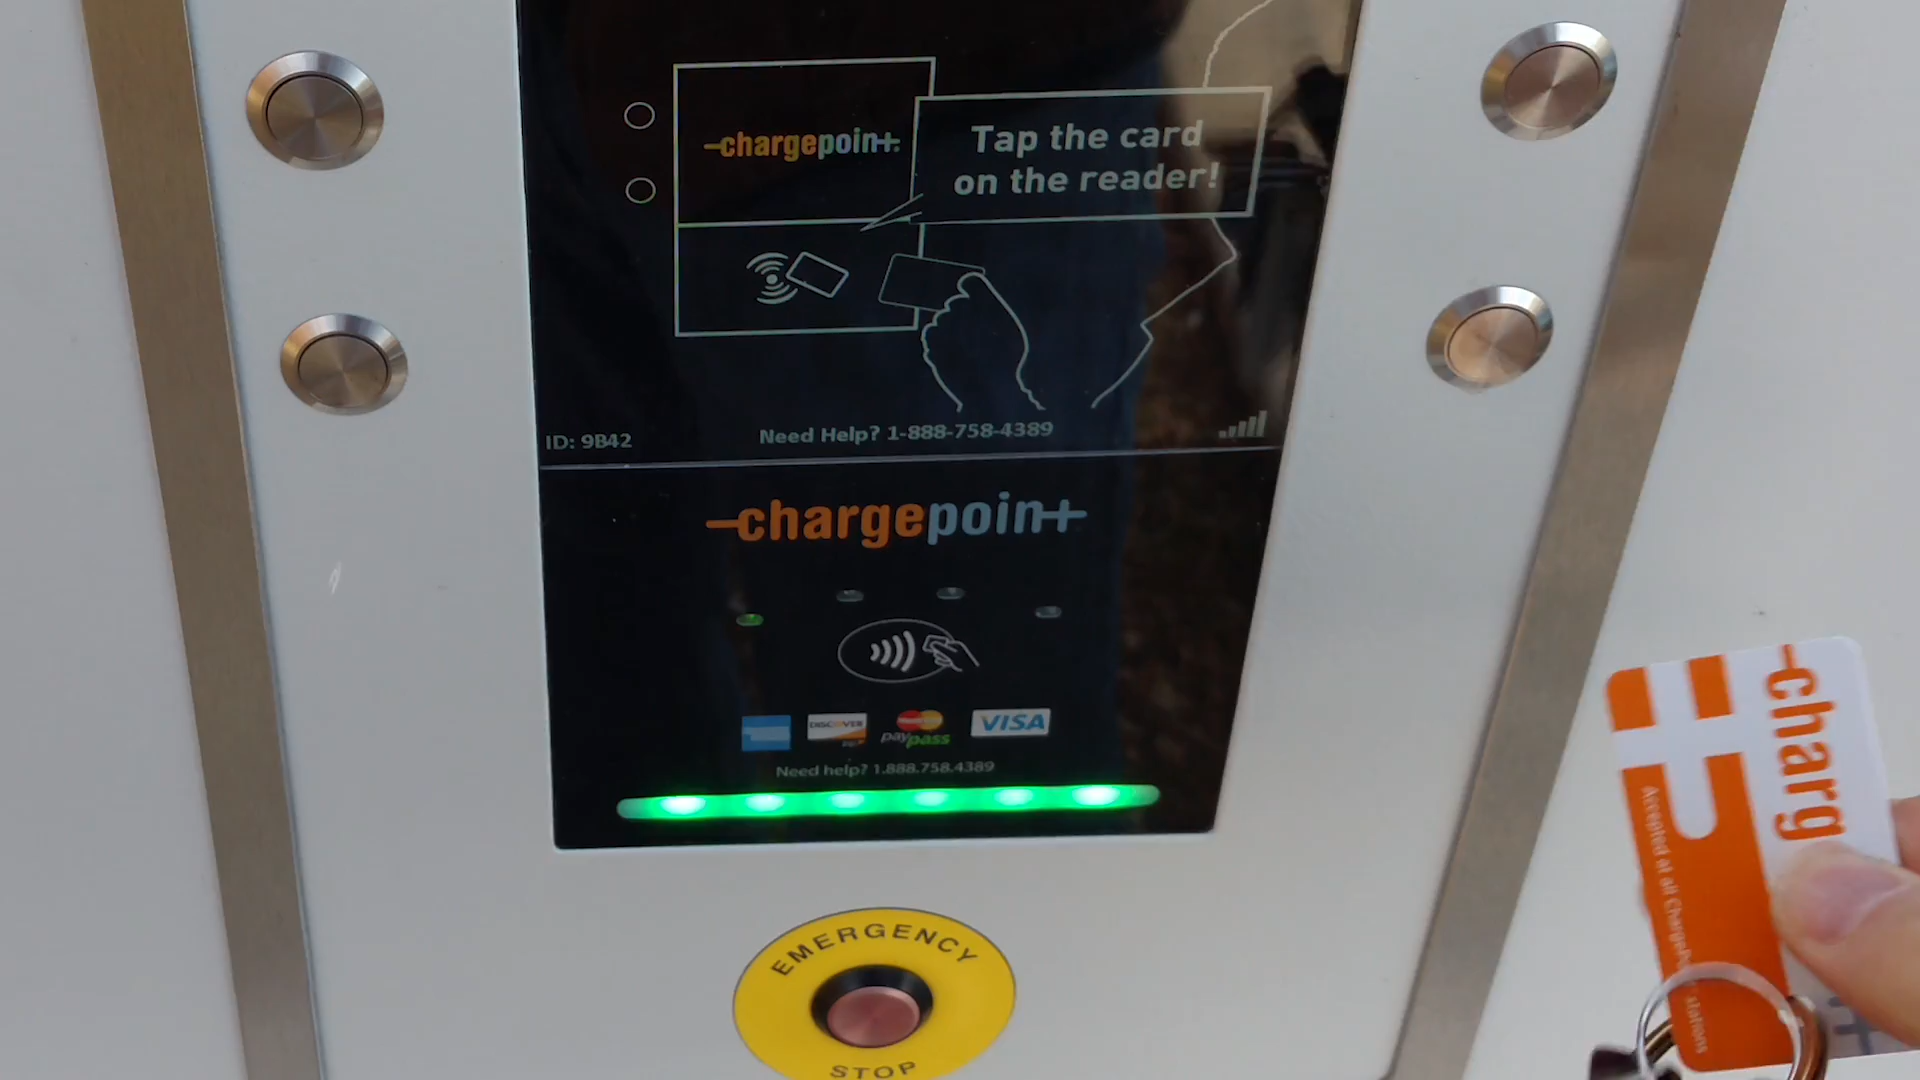 chargepoint
Tap the card
on the reader!
ID: 9B42
Need Help? 1-888-758-4389
chargepoint
DISCOVER
MasterCard
paypass
VISA
Need help? 1.888.758.4389
EMERGENCY
STOP
charg
Accepted at all ChargePoint stations